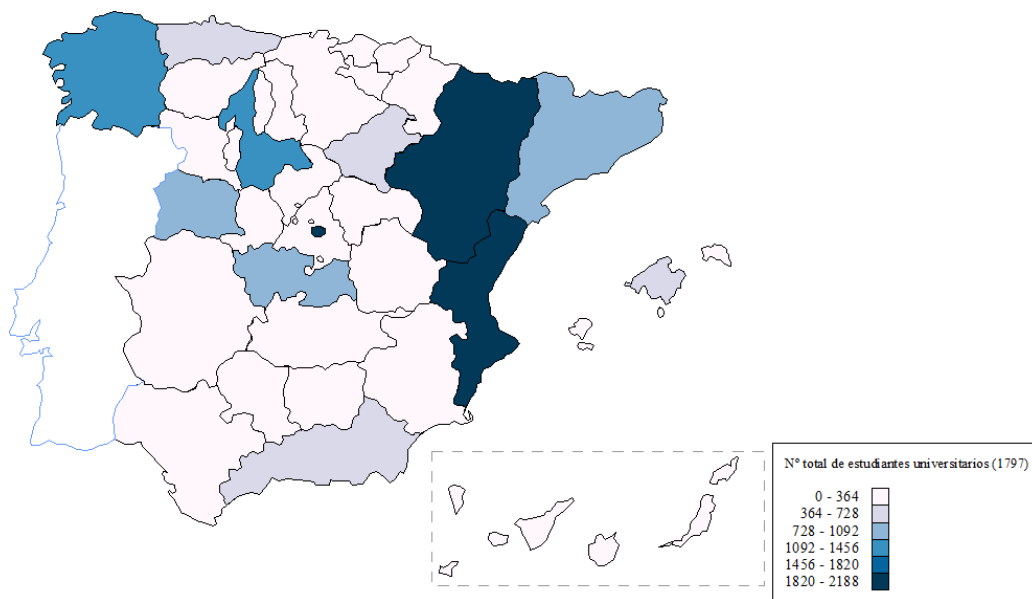 Nº total de estudiantes universitarios (1797)
0 - 364
364 - 728
728 - 1092
1092 - 1456
1456 - 1820
1820 - 2188